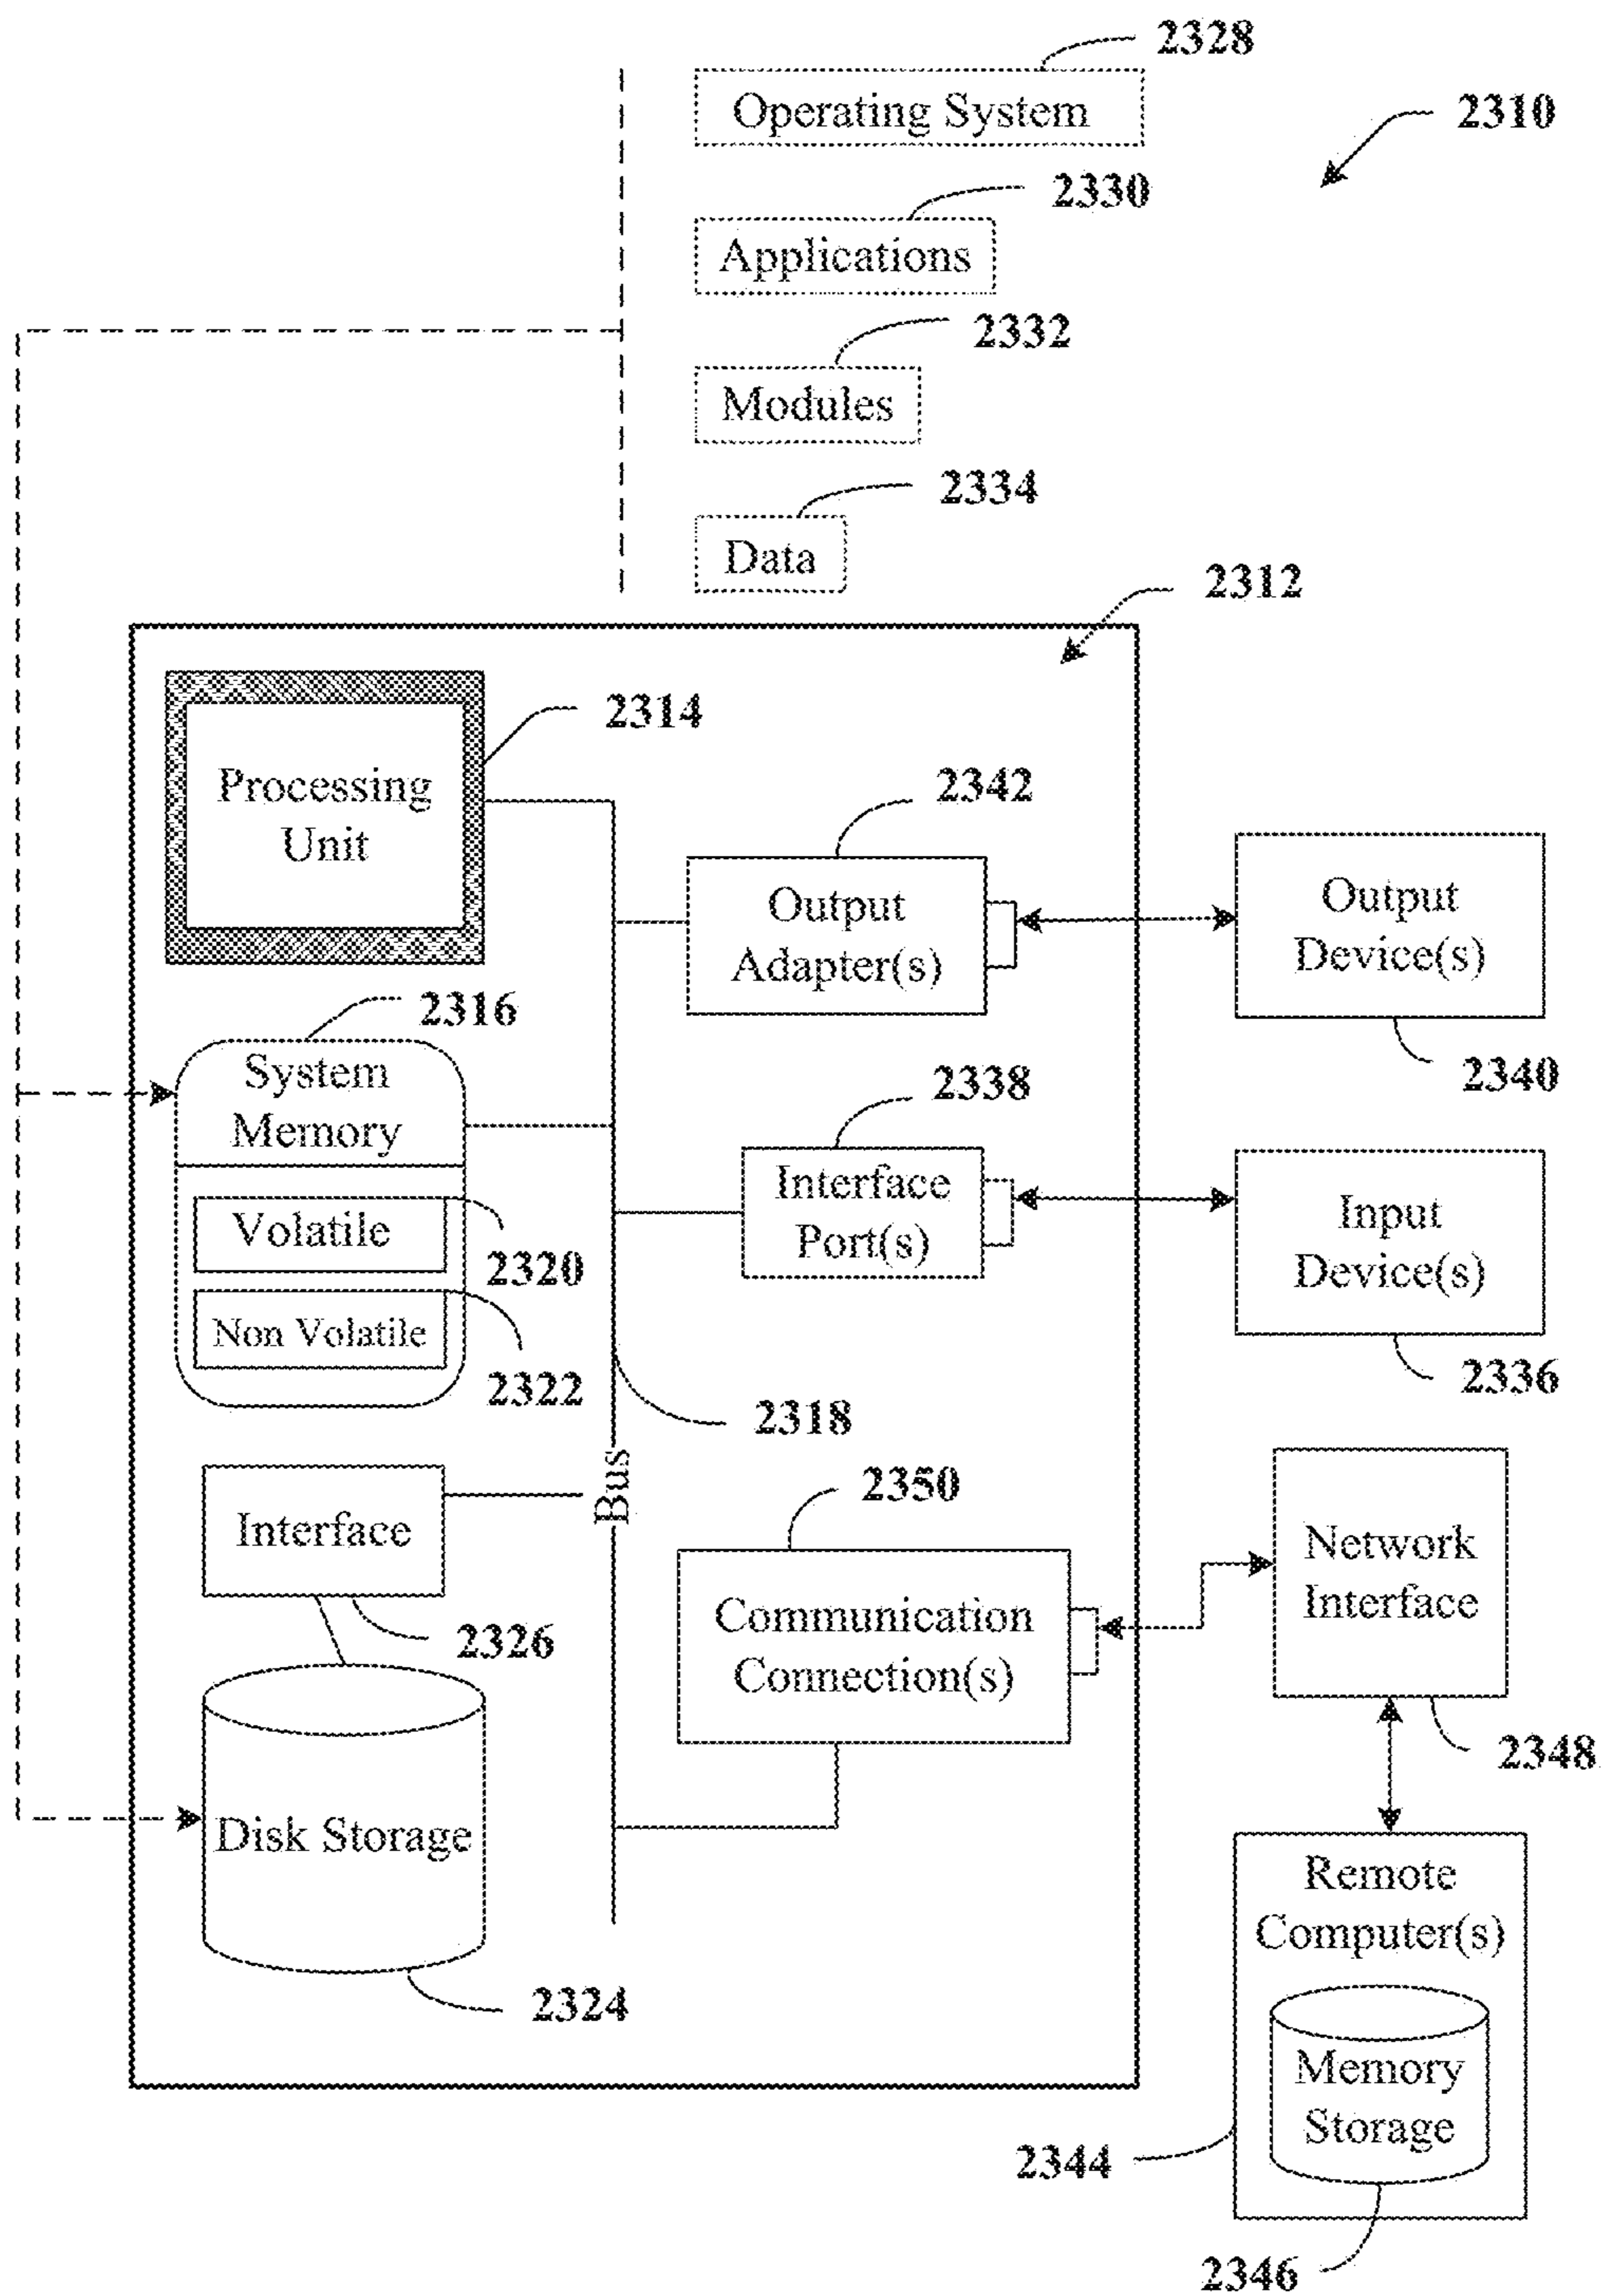 2328
Operating System
2310
2330
Applications
2332
Modules
2334
Data
2312
2314
Processing
Unit
2342
Output
Adapter(s)
Output
Device(s)
2340
2316
System
Memory
Volatile
2320
Non Volatile
2322
2338
Interface
Port(s)
Input
Device(s)
2336
2318
Bus
Interface
2326
2350
Communication
Connection(s)
Network
Interface
2348
Disk Storage
2324
Remote
Computer(s)
Memory
Storage
2344
2346